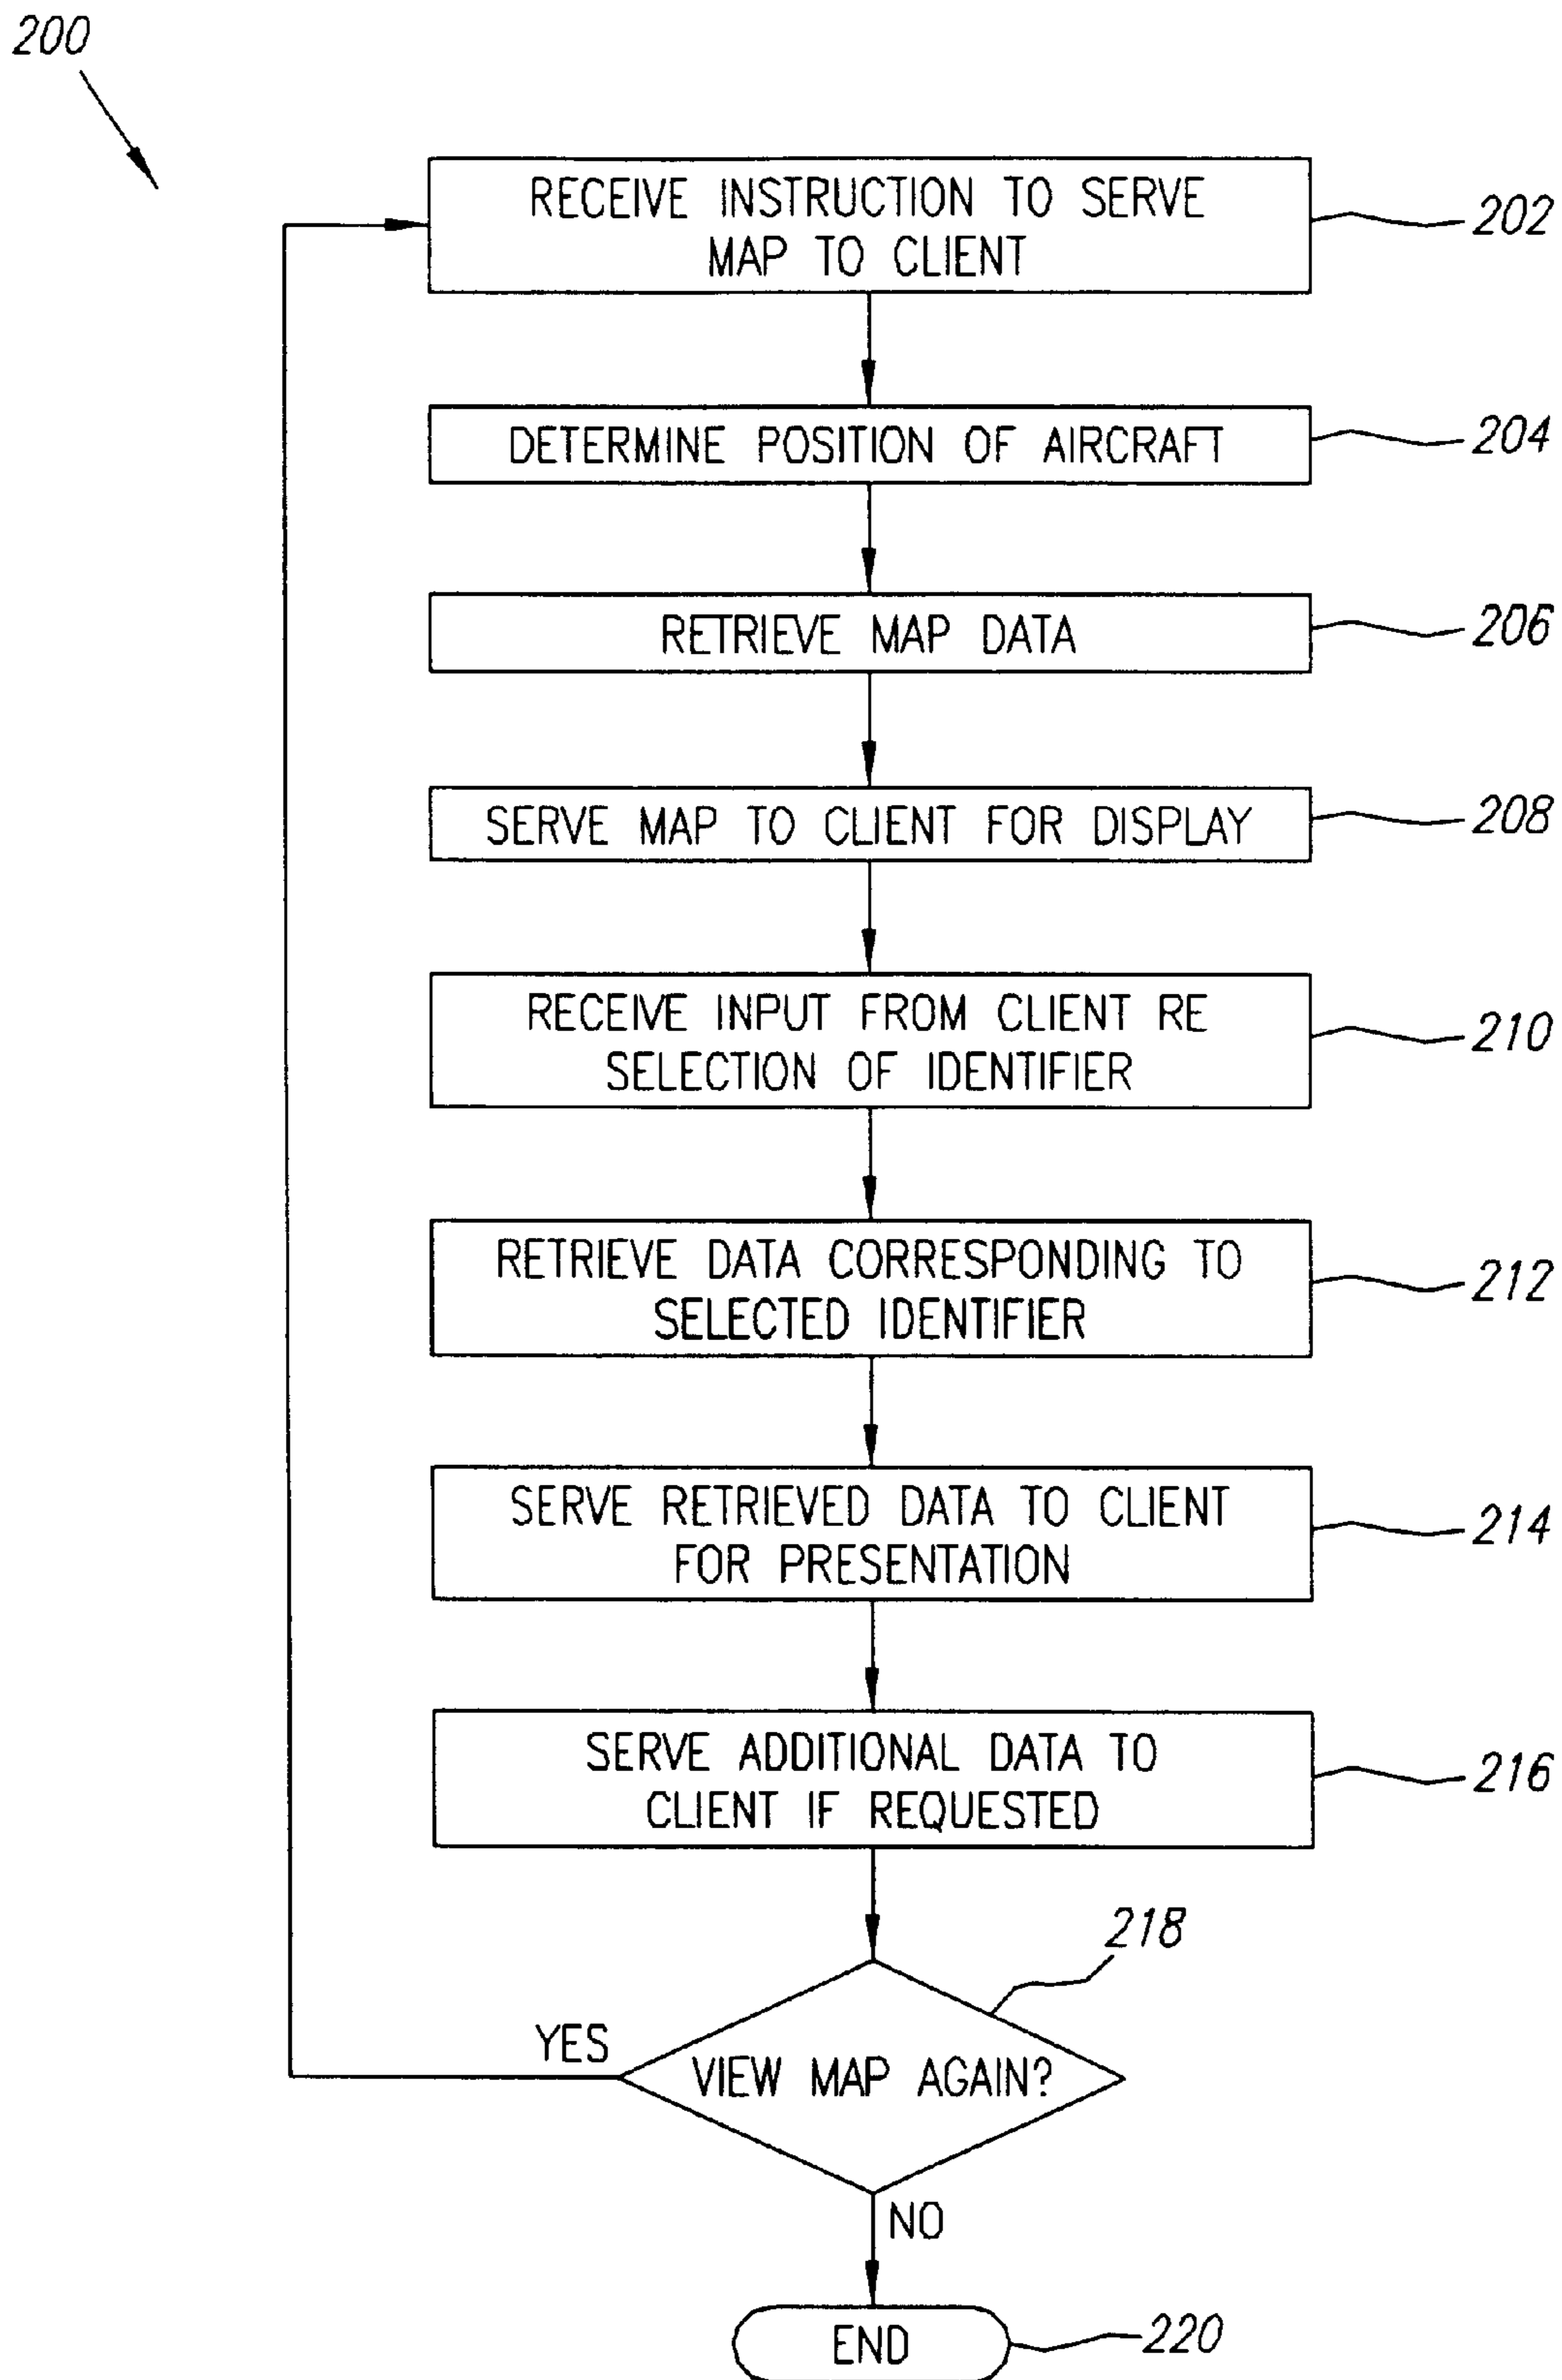 200
RECEIVE INSTRUCTION TO SERVE
MAP TO CLIENT
202
DETERMINE POSITION OF AIRCRAFT
204
RETRIEVE MAP DATA
206
SERVE MAP TO CLIENT FOR DISPLAY
208
RECEIVE INPUT FROM CLIENT RE
SELECTION OF IDENTIFIER
210
RETRIEVE DATA CORRESPONDING TO
SELECTED IDENTIFIER
212
SERVE RETRIEVED DATA TO CLIENT
FOR PRESENTATION
214
SERVE ADDITIONAL DATA TO
CLIENT IF REQUESTED
216
218
YES
VIEW MAP AGAIN?
NO
END
220